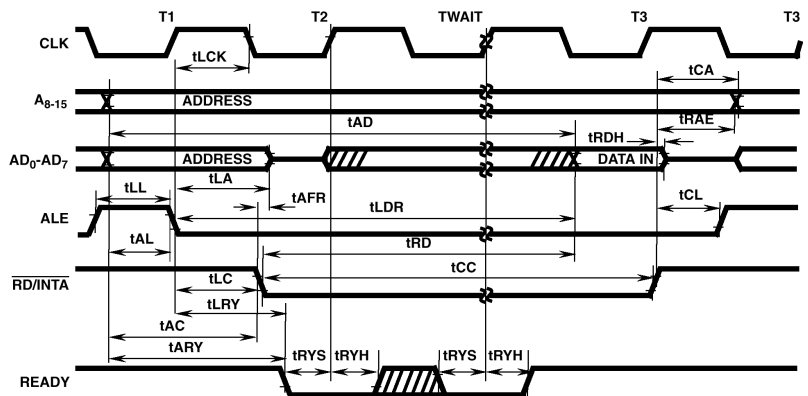 T1 T2 TWAIT T3 T3
CLK
tLCK
tCA
A8-15 ADDRESS
tAD tRAE
tRDH
AD0-AD7 ADDRESS DATA IN
tLL tLA tAFR tCL
ALE tLDR
tAL tRD
RD/INTA tLC tCC
tLRY
tAC
tARY
tRYS tRYH tRYS tRYH
READY